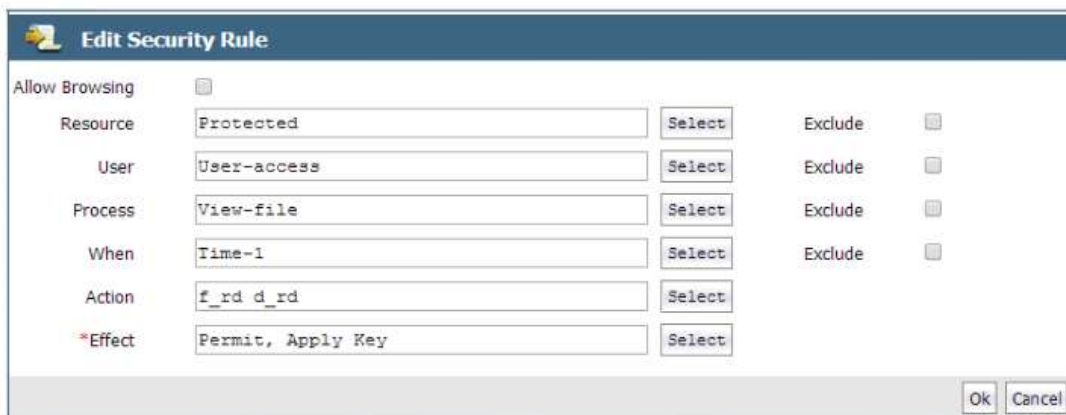 Edit Security Rule
Allow Browsing
Resource Protected Select Exclude
User User-access Select Exclude
Process View-file Select Exclude
When Time-1 Select Exclude
Action f_rd d_rd Select
*Effect Permit, Apply Key Select
Ok Cancel